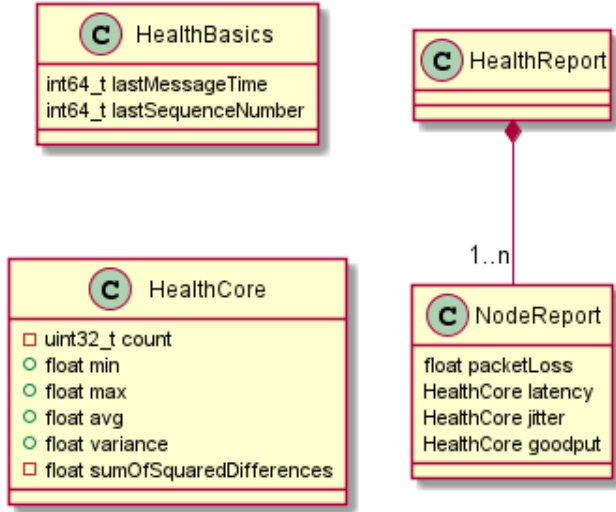 C HealthBasics
int64_t lastMessageTime
int64_t lastSequenceNumber
C HealthReport
1..n
C HealthCore
uint32_t count
float min
float max
float avg
float variance
float sumOfSquaredDifferences
C NodeReport
float packetLoss
HealthCore latency
HealthCore jitter
HealthCore goodput